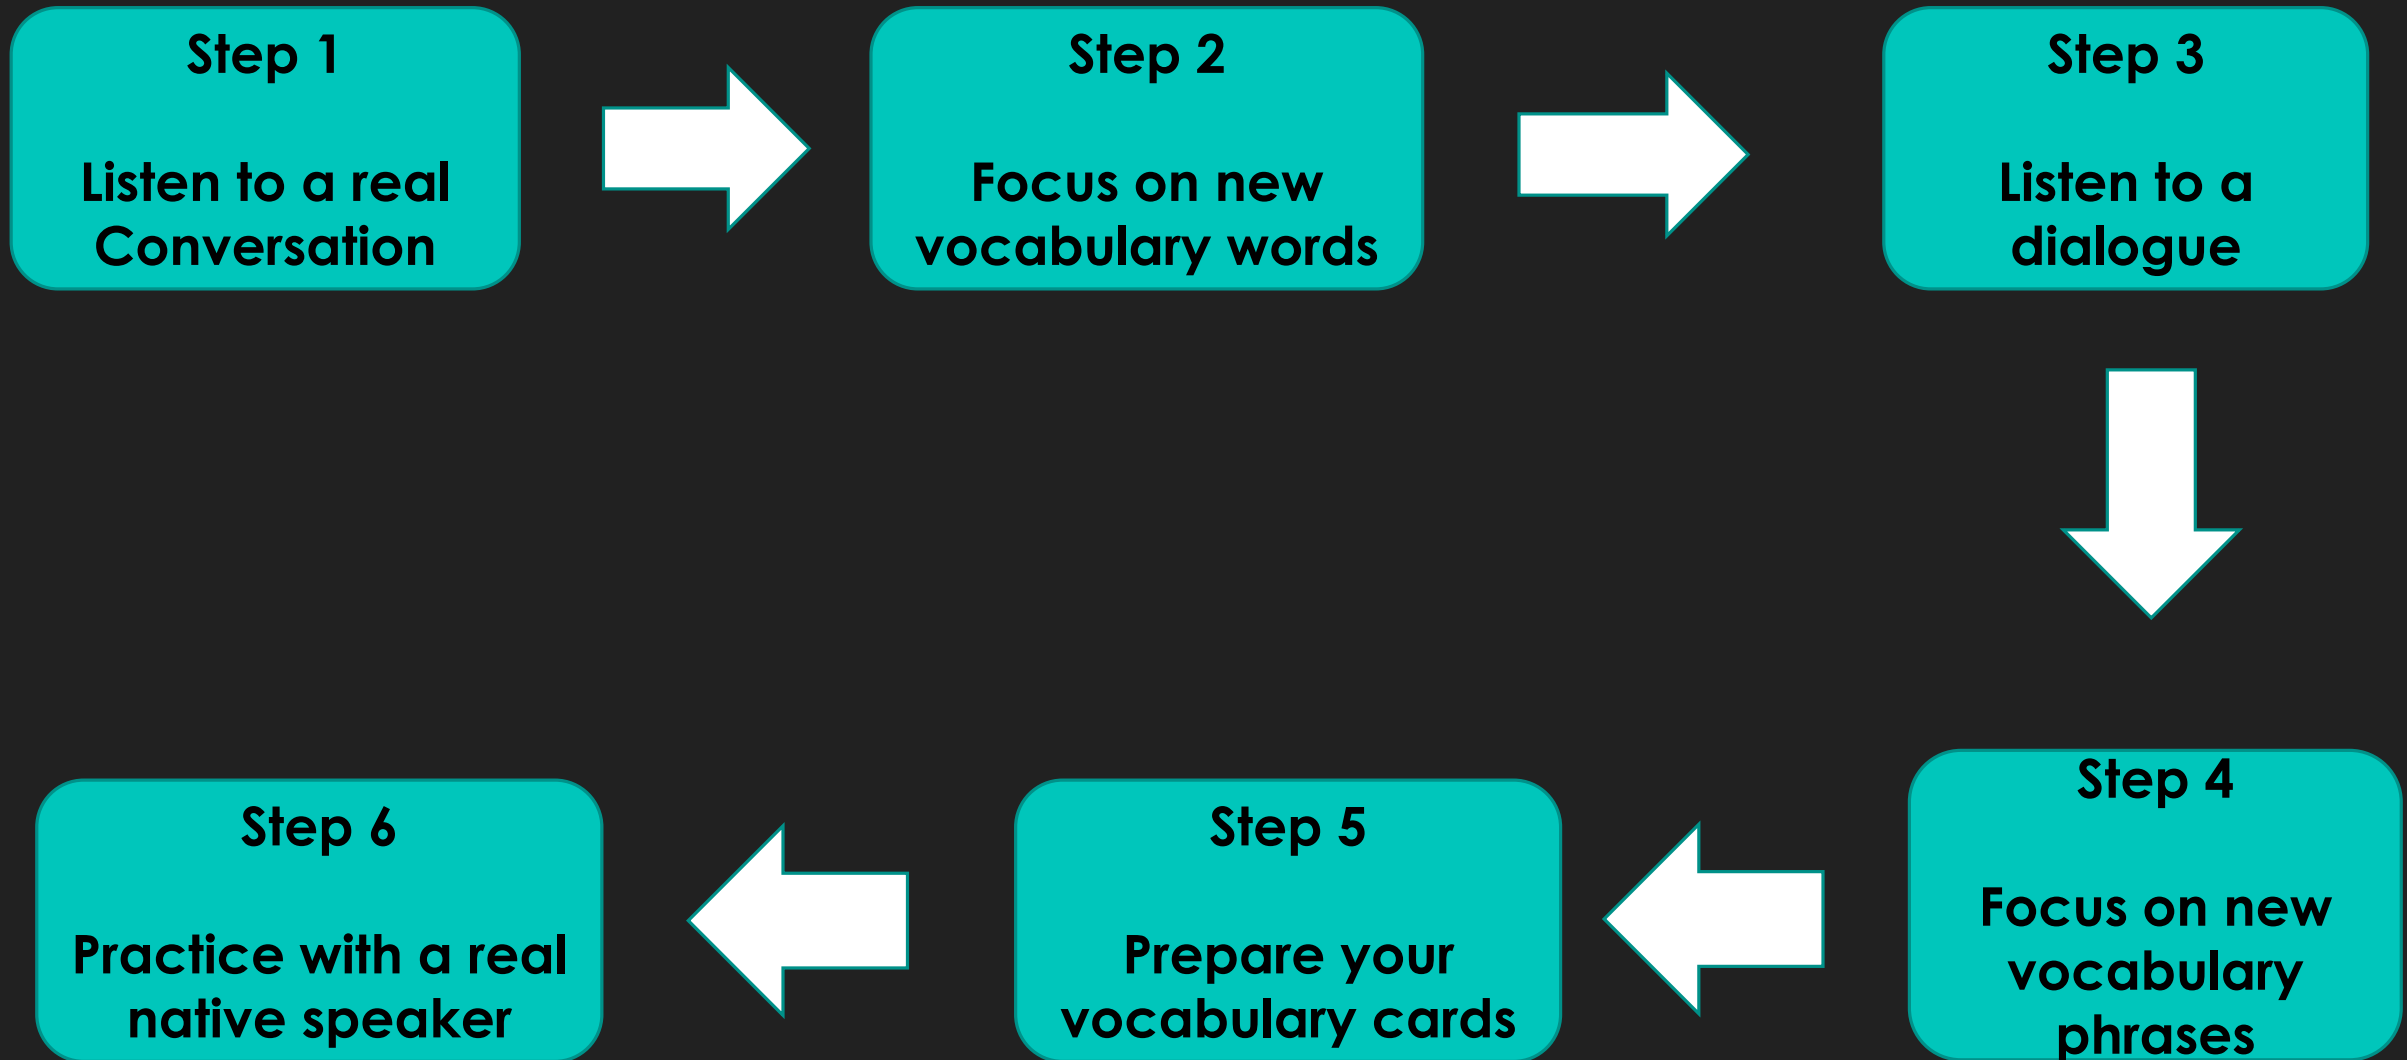 Step 1
Listen to a real
Conversation
Step 2
Focus on new
vocabulary words
Step 3
Listen to a
dialogue
Step 4
Focus on new
vocabulary
phrases
Step 5
Prepare your
vocabulary cards
Step 6
Practice with a real
native speaker